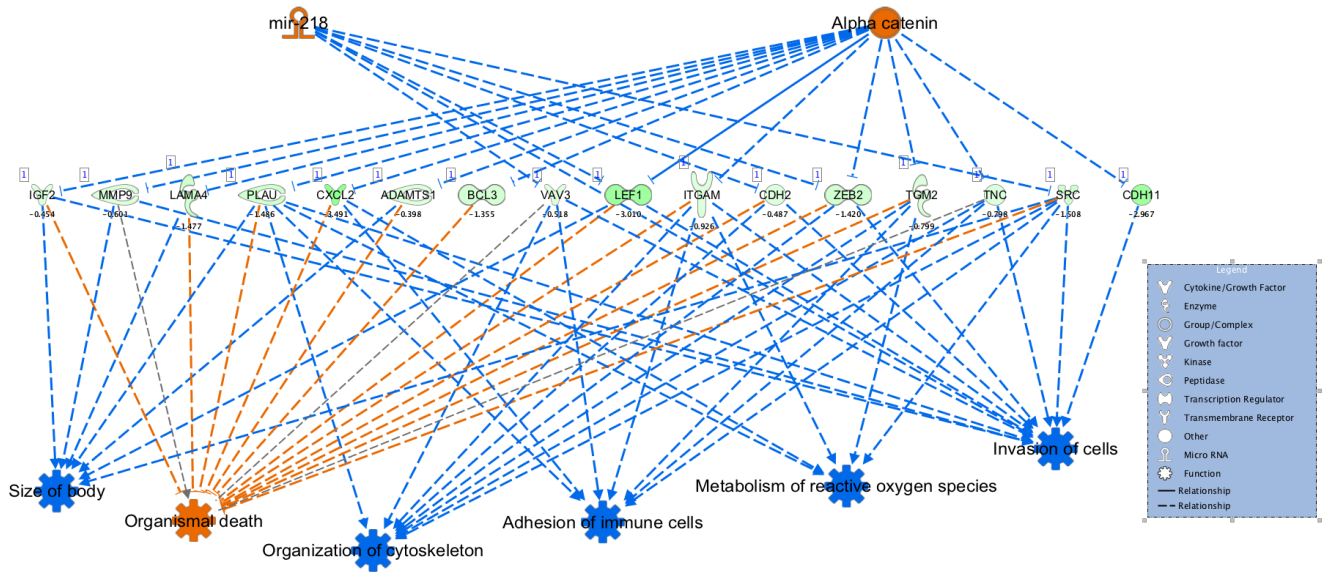 mir-218 Alpha catenin
1 1 1 1 1 1 1 1 1 1 1 1 1 1 1 1
IGF2 MMP9 LAMA4 PLAU CXCL2 ADAMTS1 BCL3 VAV3 LEF1 ITGAM CDH2 ZEB2 TGM2 TNC SRC CDH11
-0.454 -0.601 -1.477 -1.486 -3.491 -0.398 -1.355 -0.518 -3.010 -0.926 -0.487 -1.420 -0.799 -0.798 -1.508 -2.967
Legend
Cytokine/Growth Factor
Enzyme
Group/Complex
Growth factor
Kinase
Peptidase
Transcription Regulator
Transmembrane Receptor
Other
Micro RNA
Function
Relationship
Relationship
Invasion of cells
Metabolism of reactive oxygen species
Size of body
Organismal death
Adhesion of immune cells
Organization of cytoskeleton